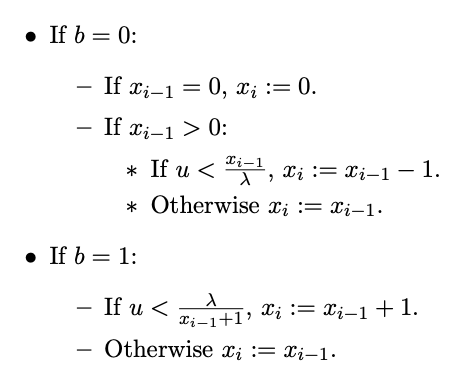 • If b = 0:
– If x_{i−1} = 0, x_i := 0.
– If x_{i−1} > 0:
∗ If u < \frac{x_{i−1}}{λ}, x_i := x_{i−1} − 1.
∗ Otherwise x_i := x_{i−1}.
• If b = 1:
– If u < \frac{λ}{x_{i−1}+1}, x_i := x_{i−1} + 1.
– Otherwise x_i := x_{i−1}.